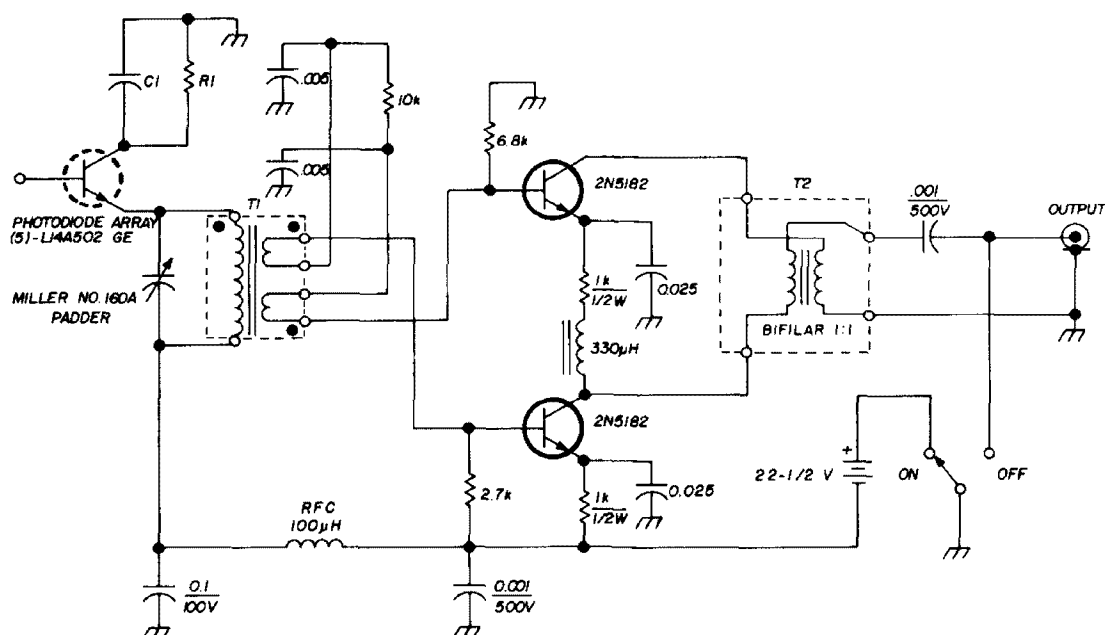 C1
R1
.005
10k
.005
6.8k
2N5182
T2
.001
500V
OUTPUT
T1
PHOTODIODE ARRAY
(5)-L14A502 GE
1k
1/2W
0.025
MILLER NO. 160A
PADDER
330µH
BIFILAR 1:1
2N5182
+
22-1/2 V
ON
OFF
2.7k
1k
1/2W
0.025
RFC
100µH
0.1
100V
0.001
500V